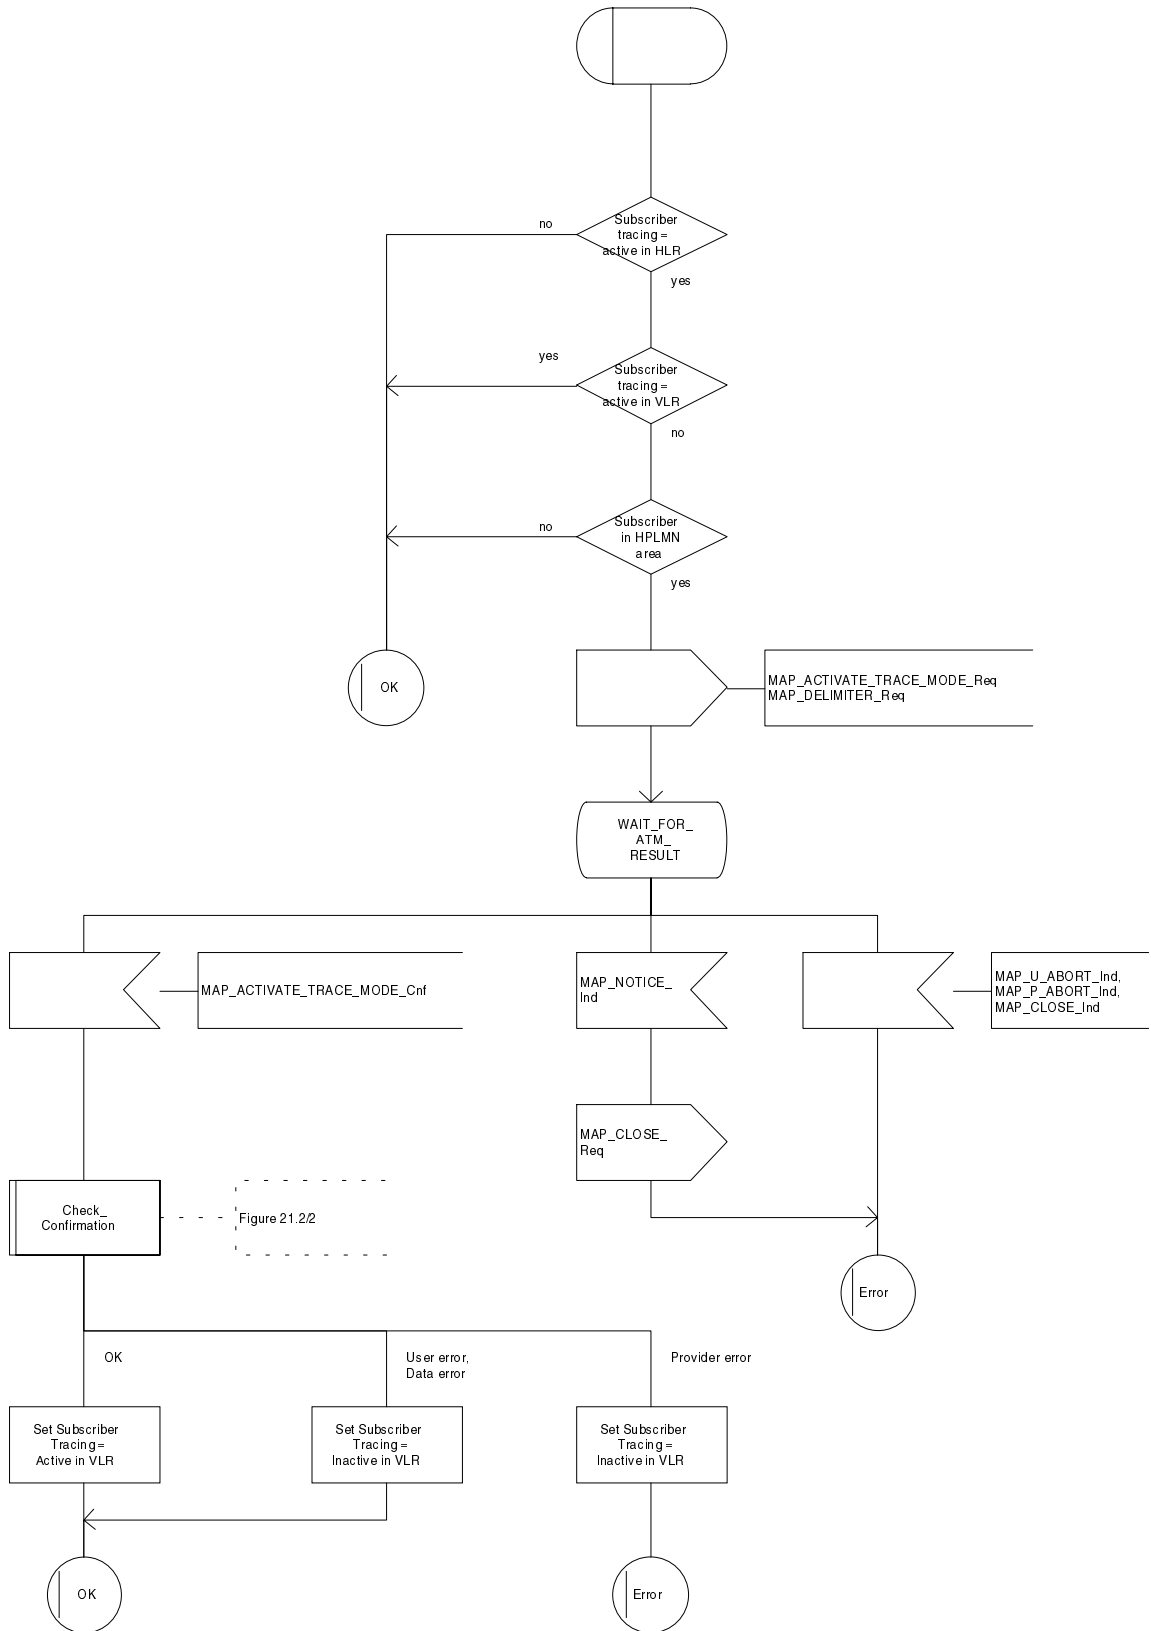 Subscriber
tracing =
active in HLR
no
yes
Subscriber
tracing =
active in VLR
yes
no
Subscriber
in HPLMN
area
no
yes
OK
MAP_ACTIVATE_TRACE_MODE_Req
MAP_DELIMITER_Req
WAIT_FOR_
ATM_
RESULT
MAP_ACTIVATE_TRACE_MODE_Cnf
MAP_NOTICE_
Ind
MAP_U_ABORT_Ind,
MAP_P_ABORT_Ind,
MAP_CLOSE_Ind
MAP_CLOSE_
Req
Check_
Confirmation
Figure 21.2/2
Error
OK
User error,
Data error
Provider error
Set Subscriber
Tracing =
Active in VLR
Set Subscriber
Tracing =
Inactive in VLR
Set Subscriber
Tracing =
Inactive in VLR
OK
Error